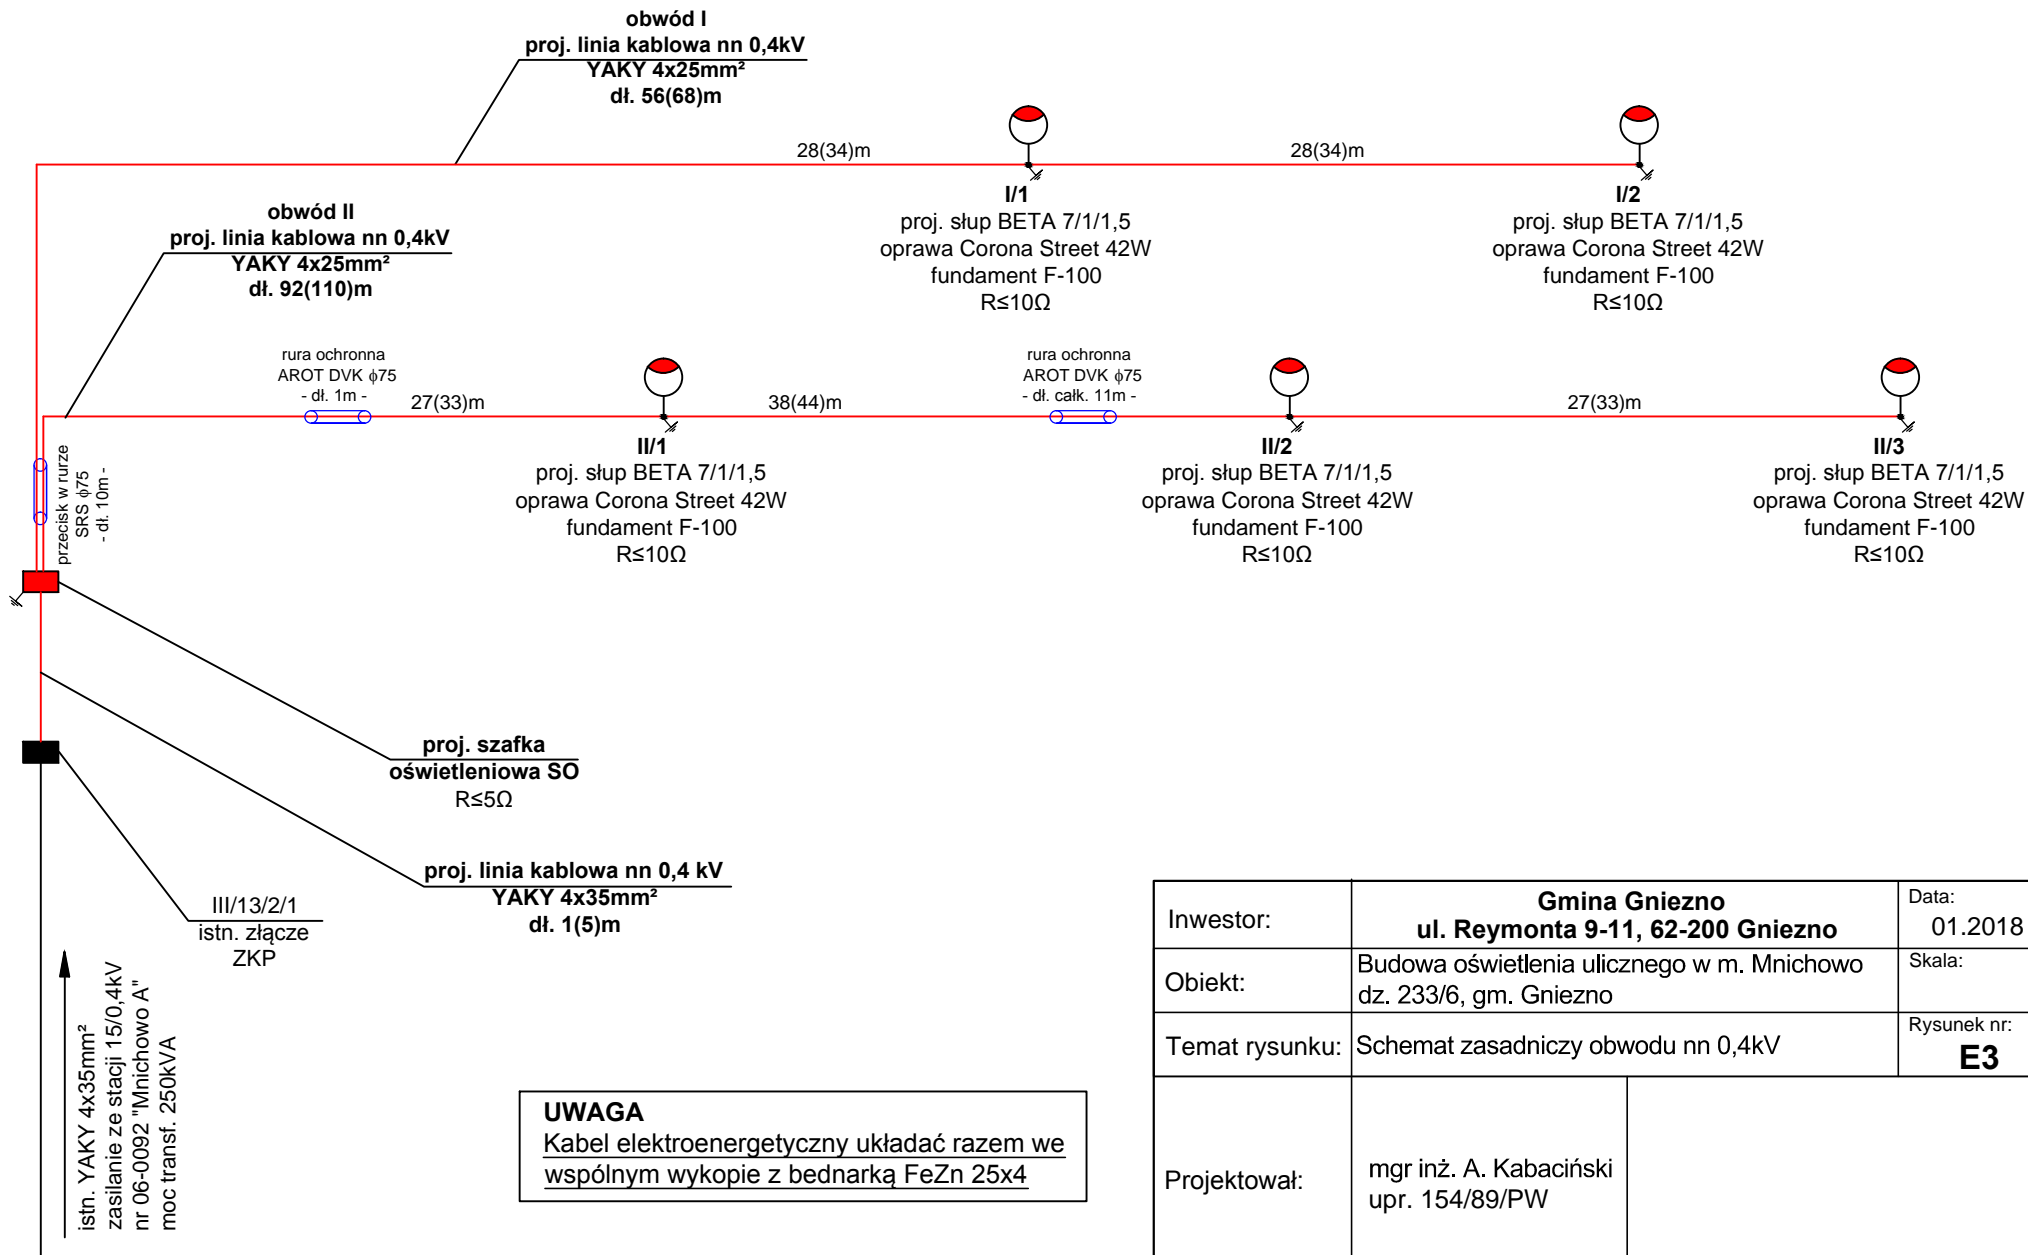 obwód I
proj. linia kablowa nn 0,4kV
YAKY 4x25mm²
dł. 56(68)m
28(34)m
28(34)m
I/1
proj. słup BETA 7/1/1,5
oprawa Corona Street 42W
fundament F-100
R≤10Ω
I/2
proj. słup BETA 7/1/1,5
oprawa Corona Street 42W
fundament F-100
R≤10Ω
obwód II
proj. linia kablowa nn 0,4kV
YAKY 4x25mm²
dł. 92(110)m
rura ochronna
AROT DVK ϕ75
- dł. 1m -
27(33)m
38(44)m
rura ochronna
AROT DVK ϕ75
- dł. całk. 11m -
27(33)m
II/1
proj. słup BETA 7/1/1,5
oprawa Corona Street 42W
fundament F-100
R≤10Ω
II/2
proj. słup BETA 7/1/1,5
oprawa Corona Street 42W
fundament F-100
R≤10Ω
II/3
proj. słup BETA 7/1/1,5
oprawa Corona Street 42W
fundament F-100
R≤10Ω
przecisk w rurze
SRS ϕ75
- dł. 10m -
proj. szafka
oświetleniowa SO
R≤5Ω
proj. linia kablowa nn 0,4 kV
YAKY 4x35mm²
dł. 1(5)m
III/13/2/1
istn. złącze
ZKP
istn. YAKY 4x35mm²
zasilanie ze stacji 15/0,4kV
nr 06-0092 "Mnichowo A"
moc transf. 250kVA
UWAGA
Kabel elektroenergetyczny układać razem we
wspólnym wykopie z bednarką FeZn 25x4
Inwestor:
Gmina Gniezno
ul. Reymonta 9-11, 62-200 Gniezno
Data:
01.2018
Obiekt:
Budowa oświetlenia ulicznego w m. Mnichowo
dz. 233/6, gm. Gniezno
Skala:
Temat rysunku:
Schemat zasadniczy obwodu nn 0,4kV
Rysunek nr:
E3
Projektował:
mgr inż. A. Kabaciński
upr. 154/89/PW